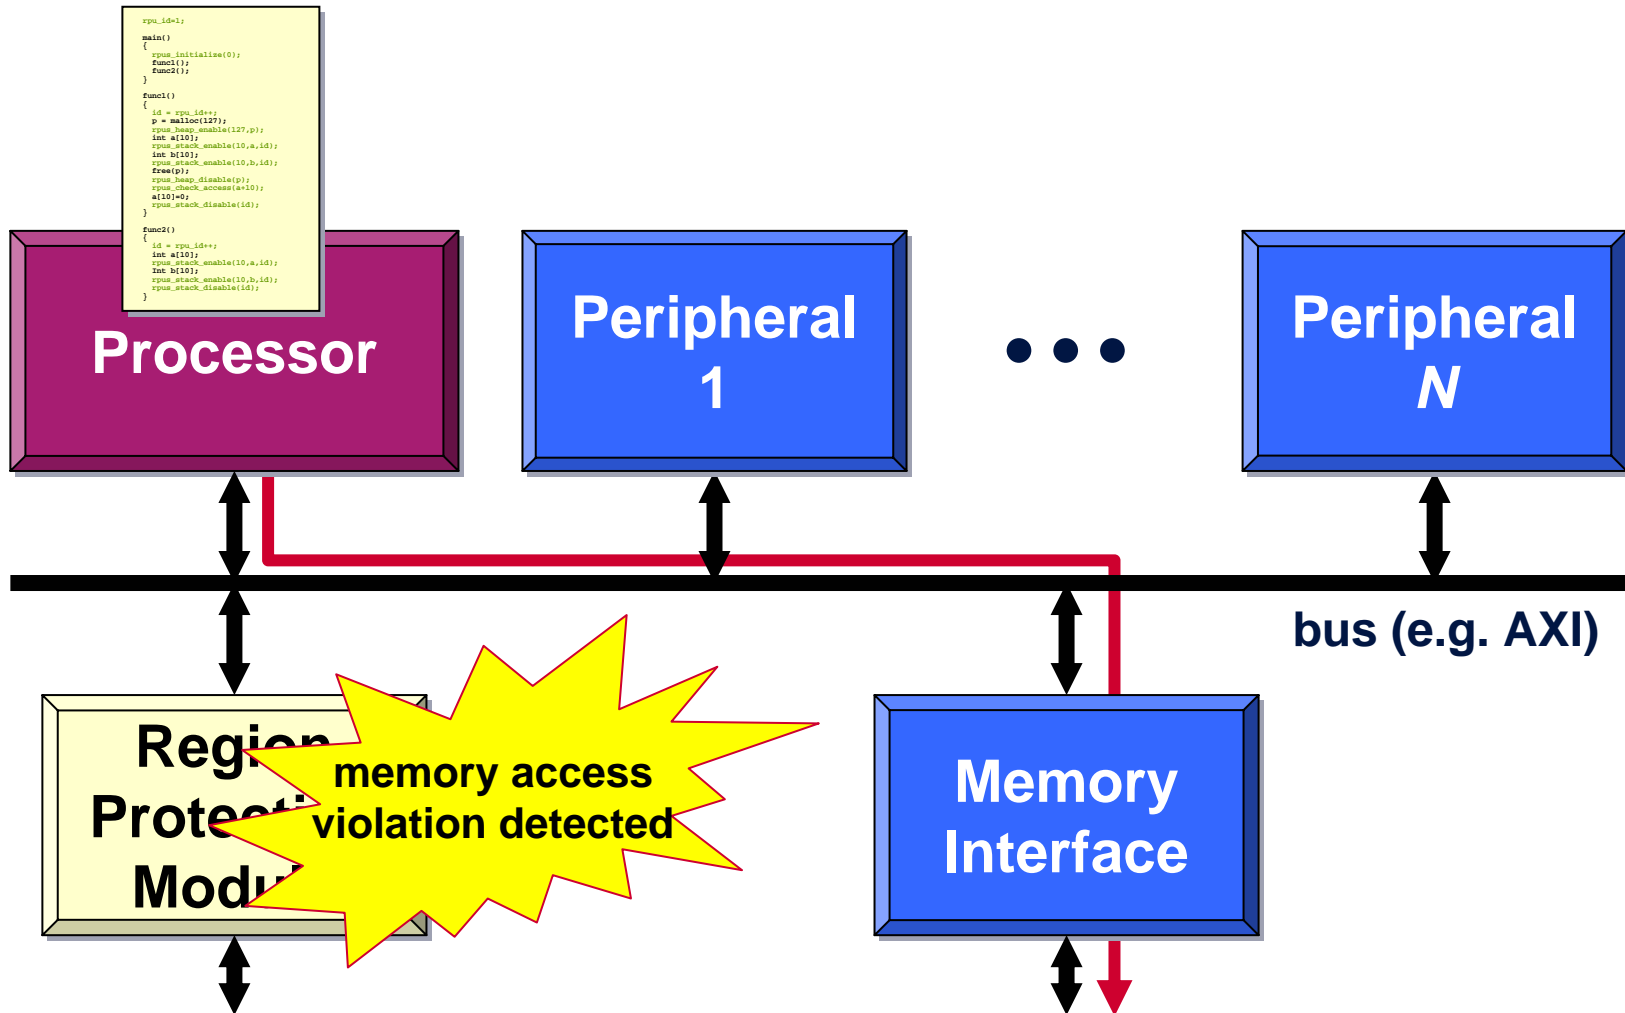 rpu_id=1;
main()
{
rpus_initialize(0);
func1();
func2();
}
func1()
{
id = rpu_id++;
p = malloc(127);
rpus_heap_enable(127,p);
int a[10];
rpus_stack_enable(10,a,id);
int b[10];
rpus_stack_enable(10,b,id);
free(p);
rpus_heap_disable(p);
rpus_check_access(a+10);
a[10]=0;
rpus_stack_disable(id);
}
func2()
{
id = rpu_id++;
int a[10];
rpus_stack_enable(10,a,id);
Int b[10];
rpus_stack_enable(10,b,id);
rpus_stack_disable(id);
}
Processor
Peripheral
1
• • •
Peripheral
N
bus (e.g. AXI)
Region
Protecti
Modul
memory access
violation detected
Memory
Interface